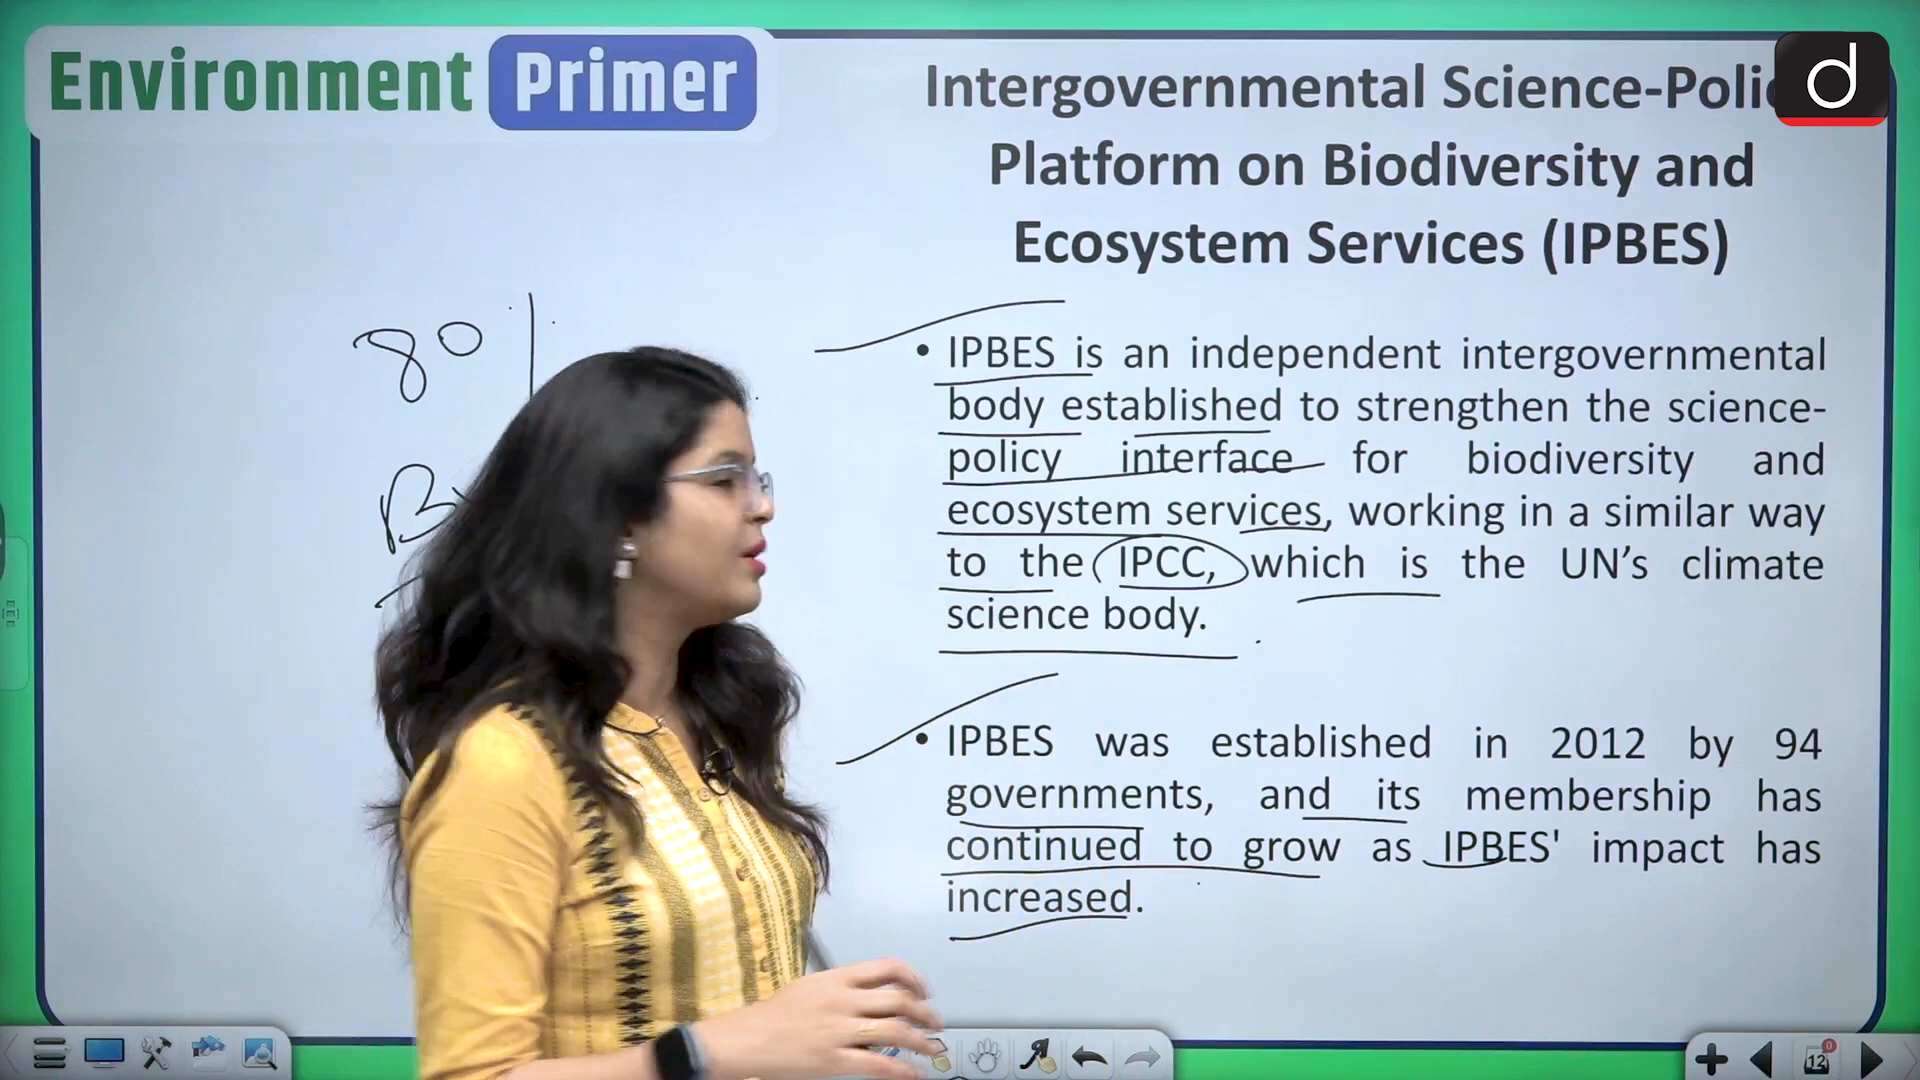 Environment Primer
Intergovernmental Science-Poli
Platform on Biodiversity and
Ecosystem Services (IPBES)
d
80
• IPBES is an independent intergovernmental
body established to strengthen the science-
policy interface for biodiversity and
ecosystem services, working in a similar way
to the IPCC, which is the UN’s climate
science body.
• IPBES was established in 2012 by 94
governments, and its membership has
continued to grow as IPBES' impact has
increased.
12
0